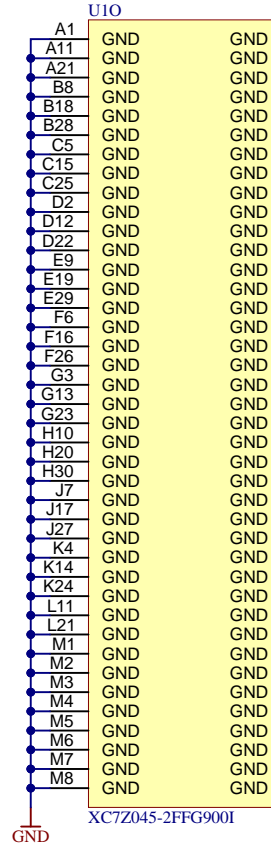 U1O
A1 GND GND
A11 GND GND
A21 GND GND
B8 GND GND
B18 GND GND
B28 GND GND
C5 GND GND
C15 GND GND
C25 GND GND
D2 GND GND
D12 GND GND
D22 GND GND
E9 GND GND
E19 GND GND
E29 GND GND
F6 GND GND
F16 GND GND
F26 GND GND
G3 GND GND
G13 GND GND
G23 GND GND
H10 GND GND
H20 GND GND
H30 GND GND
J7 GND GND
J17 GND GND
J27 GND GND
K4 GND GND
K14 GND GND
K24 GND GND
L11 GND GND
L21 GND GND
M1 GND GND
M2 GND GND
M3 GND GND
M4 GND GND
M5 GND GND
M6 GND GND
M7 GND GND
M8 GND GND
XC7Z045-2FFG900I
GND